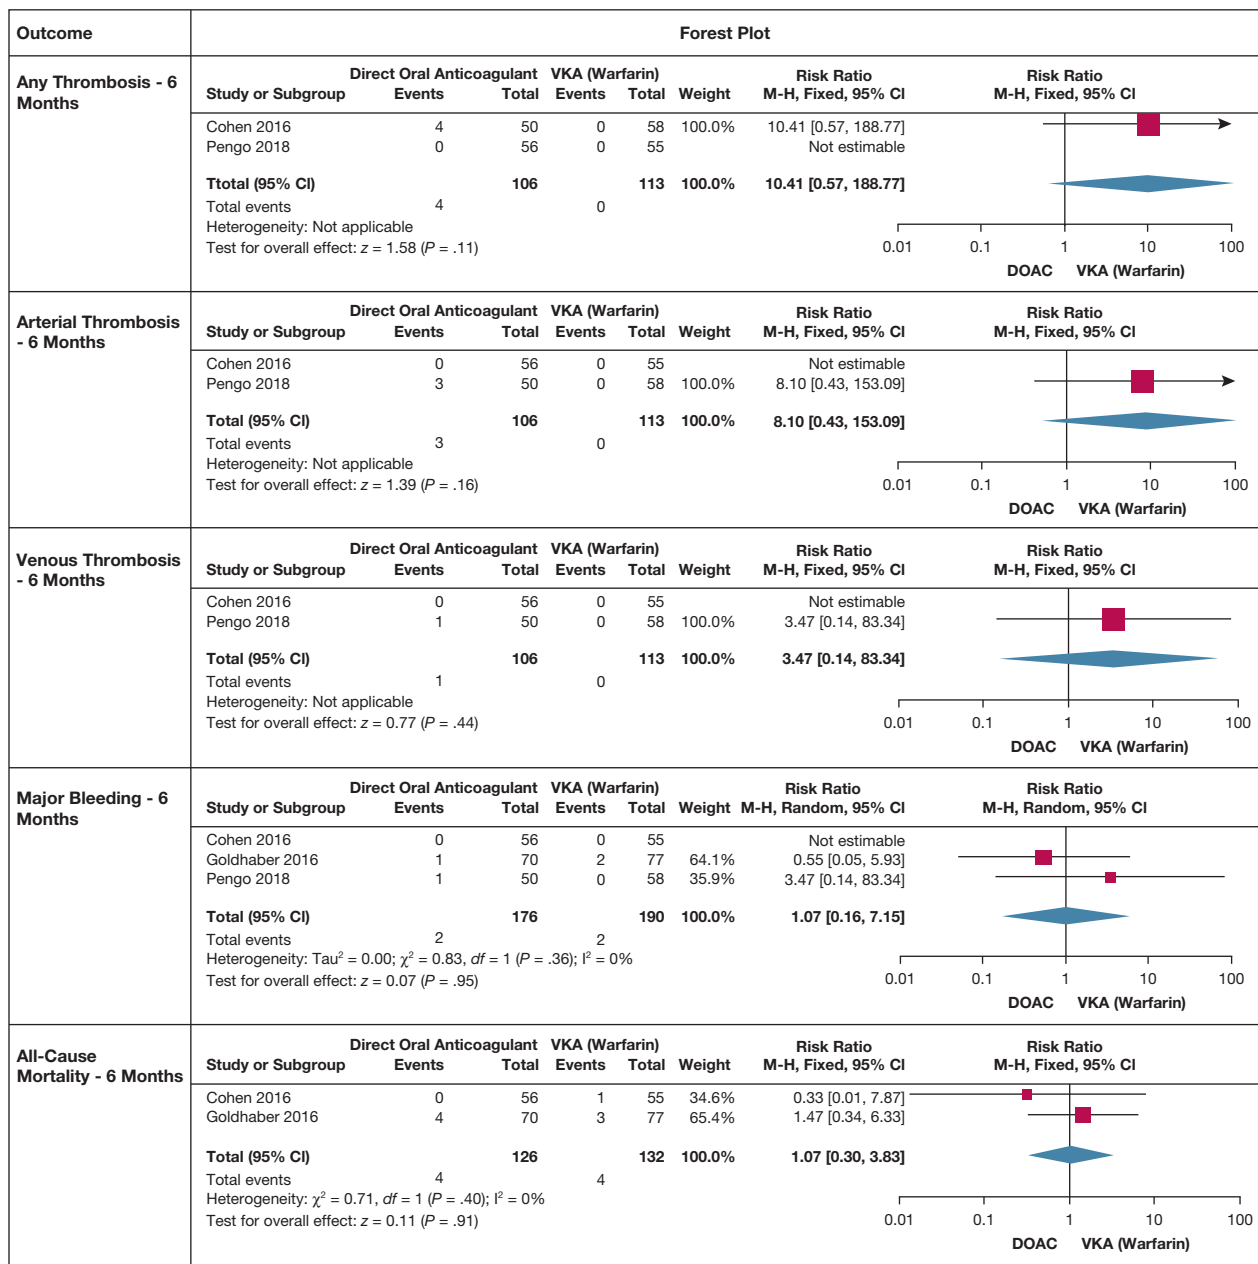 Outcome Forest Plot
Any Thrombosis - 6
Months
Direct Oral Anticoagulant VKA (Warfarin) Risk Ratio Risk Ratio
Study or Subgroup Events Total Events Total Weight M-H, Fixed, 95% CI M-H, Fixed, 95% CI
Cohen 2016 4 50 0 58 100.0% 10.41 [0.57, 188.77]
Pengo 2018 0 56 0 55 Not estimable
Ttotal (95% CI) 106 113 100.0% 10.41 [0.57, 188.77]
Total events 4 0
Heterogeneity: Not applicable
Test for overall effect: z = 1.58 (P = .11)
0.01 0.1 1 10 100
DOAC VKA (Warfarin)
Arterial Thrombosis
- 6 Months
Direct Oral Anticoagulant VKA (Warfarin) Risk Ratio Risk Ratio
Study or Subgroup Events Total Events Total Weight M-H, Fixed, 95% CI M-H, Fixed, 95% CI
Cohen 2016 0 56 0 55 Not estimable
Pengo 2018 3 50 0 58 100.0% 8.10 [0.43, 153.09]
Total (95% CI) 106 113 100.0% 8.10 [0.43, 153.09]
Total events 3 0
Heterogeneity: Not applicable
Test for overall effect: z = 1.39 (P = .16)
0.01 0.1 1 10 100
DOAC VKA (Warfarin)
Venous Thrombosis
- 6 Months
Direct Oral Anticoagulant VKA (Warfarin) Risk Ratio Risk Ratio
Study or Subgroup Events Total Events Total Weight M-H, Fixed, 95% CI M-H, Fixed, 95% CI
Cohen 2016 0 56 0 55 Not estimable
Pengo 2018 1 50 0 58 100.0% 3.47 [0.14, 83.34]
Total (95% CI) 106 113 100.0% 3.47 [0.14, 83.34]
Total events 1 0
Heterogeneity: Not applicable
Test for overall effect: z = 0.77 (P = .44)
0.01 0.1 1 10 100
DOAC VKA (Warfarin)
Major Bleeding - 6
Months
Direct Oral Anticoagulant VKA (Warfarin) Risk Ratio Risk Ratio
Study or Subgroup Events Total Events Total Weight M-H, Random, 95% CI M-H, Random, 95% CI
Cohen 2016 0 56 0 55 Not estimable
Goldhaber 2016 1 70 2 77 64.1% 0.55 [0.05, 5.93]
Pengo 2018 1 50 0 58 35.9% 3.47 [0.14, 83.34]
Total (95% CI) 176 190 100.0% 1.07 [0.16, 7.15]
Total events 2 2
Heterogeneity: Tau² = 0.00; χ² = 0.83, df = 1 (P = .36); I² = 0%
Test for overall effect: z = 0.07 (P = .95)
0.01 0.1 1 10 100
DOAC VKA (Warfarin)
All-Cause
Mortality - 6 Months
Direct Oral Anticoagulant VKA (Warfarin) Risk Ratio Risk Ratio
Study or Subgroup Events Total Events Total Weight M-H, Fixed, 95% CI M-H, Fixed, 95% CI
Cohen 2016 0 56 1 55 34.6% 0.33 [0.01, 7.87]
Goldhaber 2016 4 70 3 77 65.4% 1.47 [0.34, 6.33]
Total (95% CI) 126 132 100.0% 1.07 [0.30, 3.83]
Total events 4 4
Heterogeneity: χ² = 0.71, df = 1 (P = .40); I² = 0%
Test for overall effect: z = 0.11 (P = .91)
0.01 0.1 1 10 100
DOAC VKA (Warfarin)